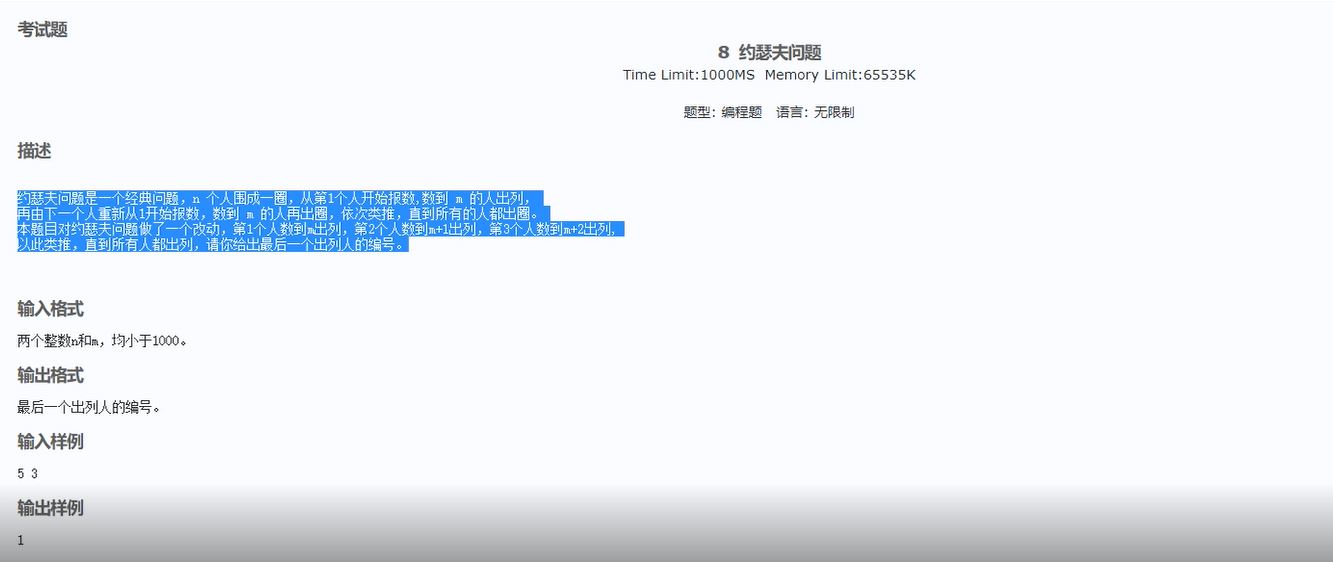 考试题
8 约瑟夫问题
Time Limit:1000MS Memory Limit:65535K
题型: 编程题 语言: 无限制
描述
约瑟夫问题是一个经典问题，n 个人围成一圈，从第1个人开始报数,数到 m 的人出列，
再由下一个人重新从1开始报数，数到 m 的人再出圈，依次类推，直到所有的人都出圈。
本题目对约瑟夫问题做了一个改动，第1个人数到m出列，第2个人数到m+1出列，第3个人数到m+2出列，
以此类推，直到所有人都出列，请你给出最后一个出列人的编号。
输入格式
两个整数n和m，均小于1000。
输出格式
最后一个出列人的编号。
输入样例
5 3
输出样例
1